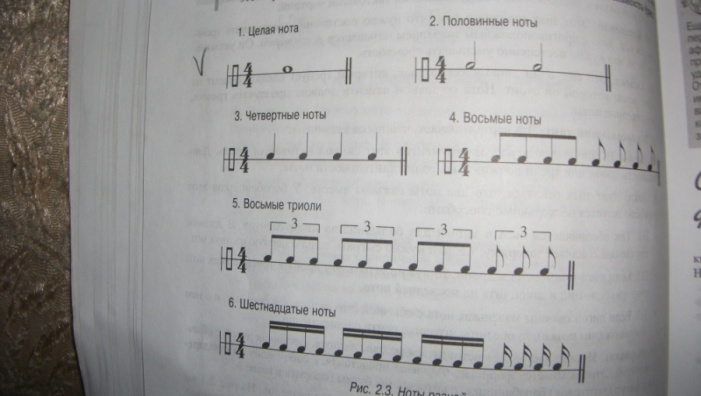 1. Целая нота
2. Половинные ноты
V
4
4
4
4
3. Четвертные ноты
4. Восьмые ноты
4
4
4
4
5. Восьмые триоли
3 3 3 3
4
4
6. Шестнадцатые ноты
4
4
Рис. 2.3. Ноты